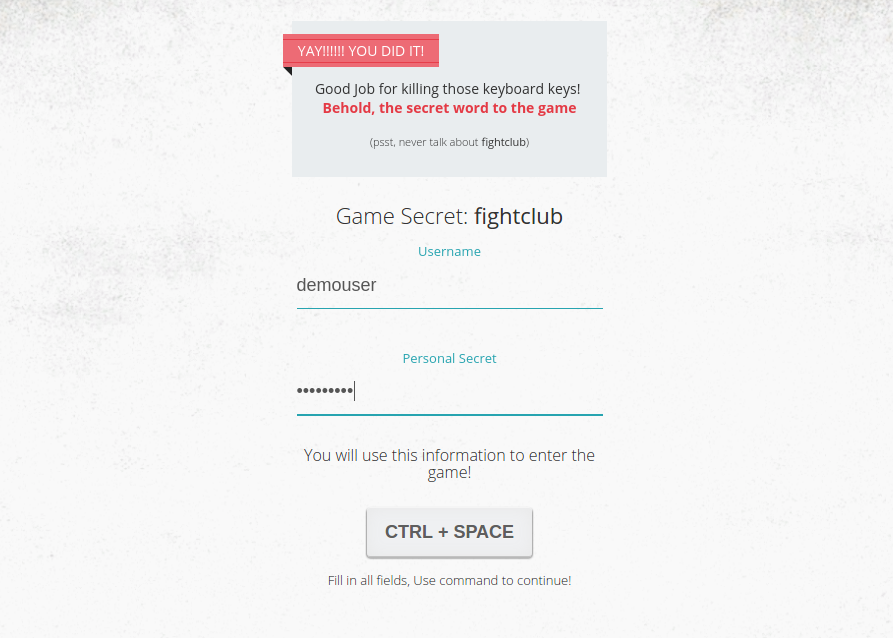 YAY!!!!!! YOU DID IT!
Good Job for killing those keyboard keys!
Behold, the secret word to the game
(psst, never talk about fightclub)
Game Secret: fightclub
Username
demouser
Personal Secret
•••••••••
You will use this information to enter the
game!
CTRL + SPACE
Fill in all fields, Use command to continue!